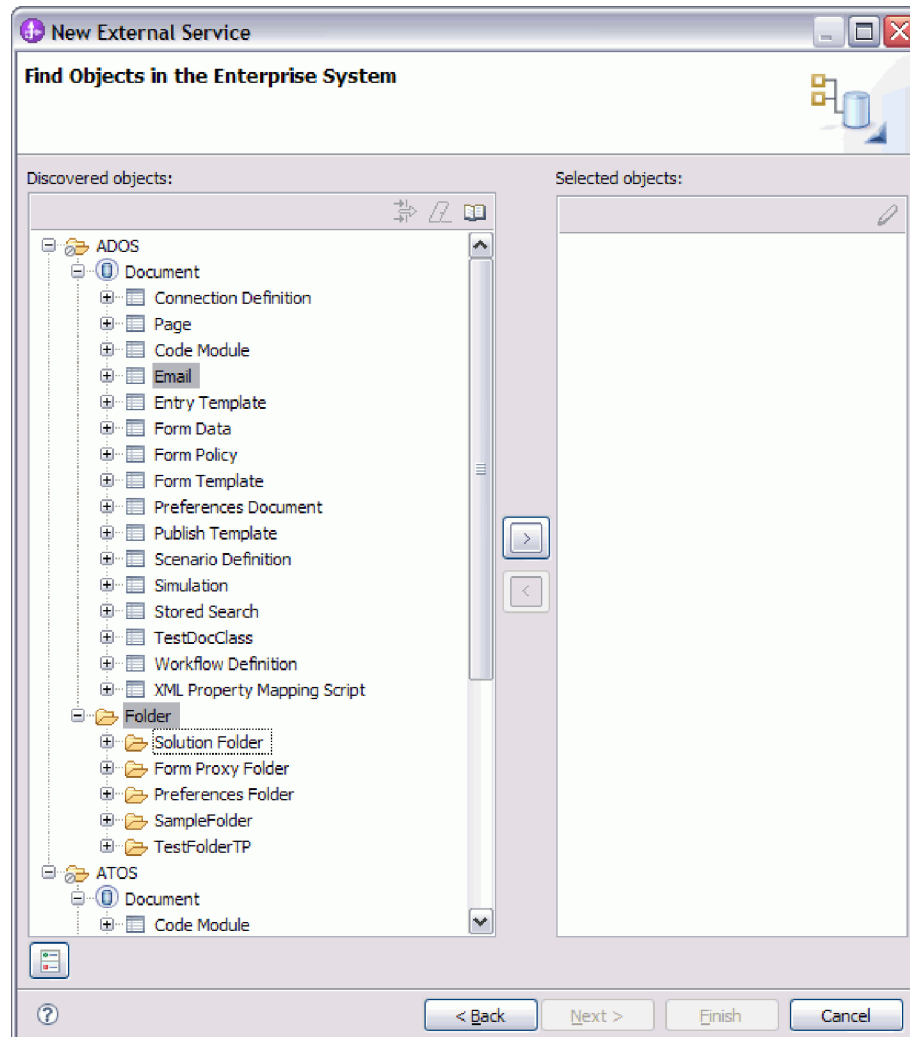 New External Service
Find Objects in the Enterprise System
Discovered objects:
Selected objects:
ADOS
Document
Connection Definition
Page
Code Module
Email
Entry Template
Form Data
Form Policy
Form Template
Preferences Document
Publish Template
Scenario Definition
Simulation
Stored Search
TestDocClass
Workflow Definition
XML Property Mapping Script
Folder
Solution Folder
Form Proxy Folder
Preferences Folder
SampleFolder
TestFolderTP
ATOS
Document
Code Module
? < Back Next > Finish Cancel